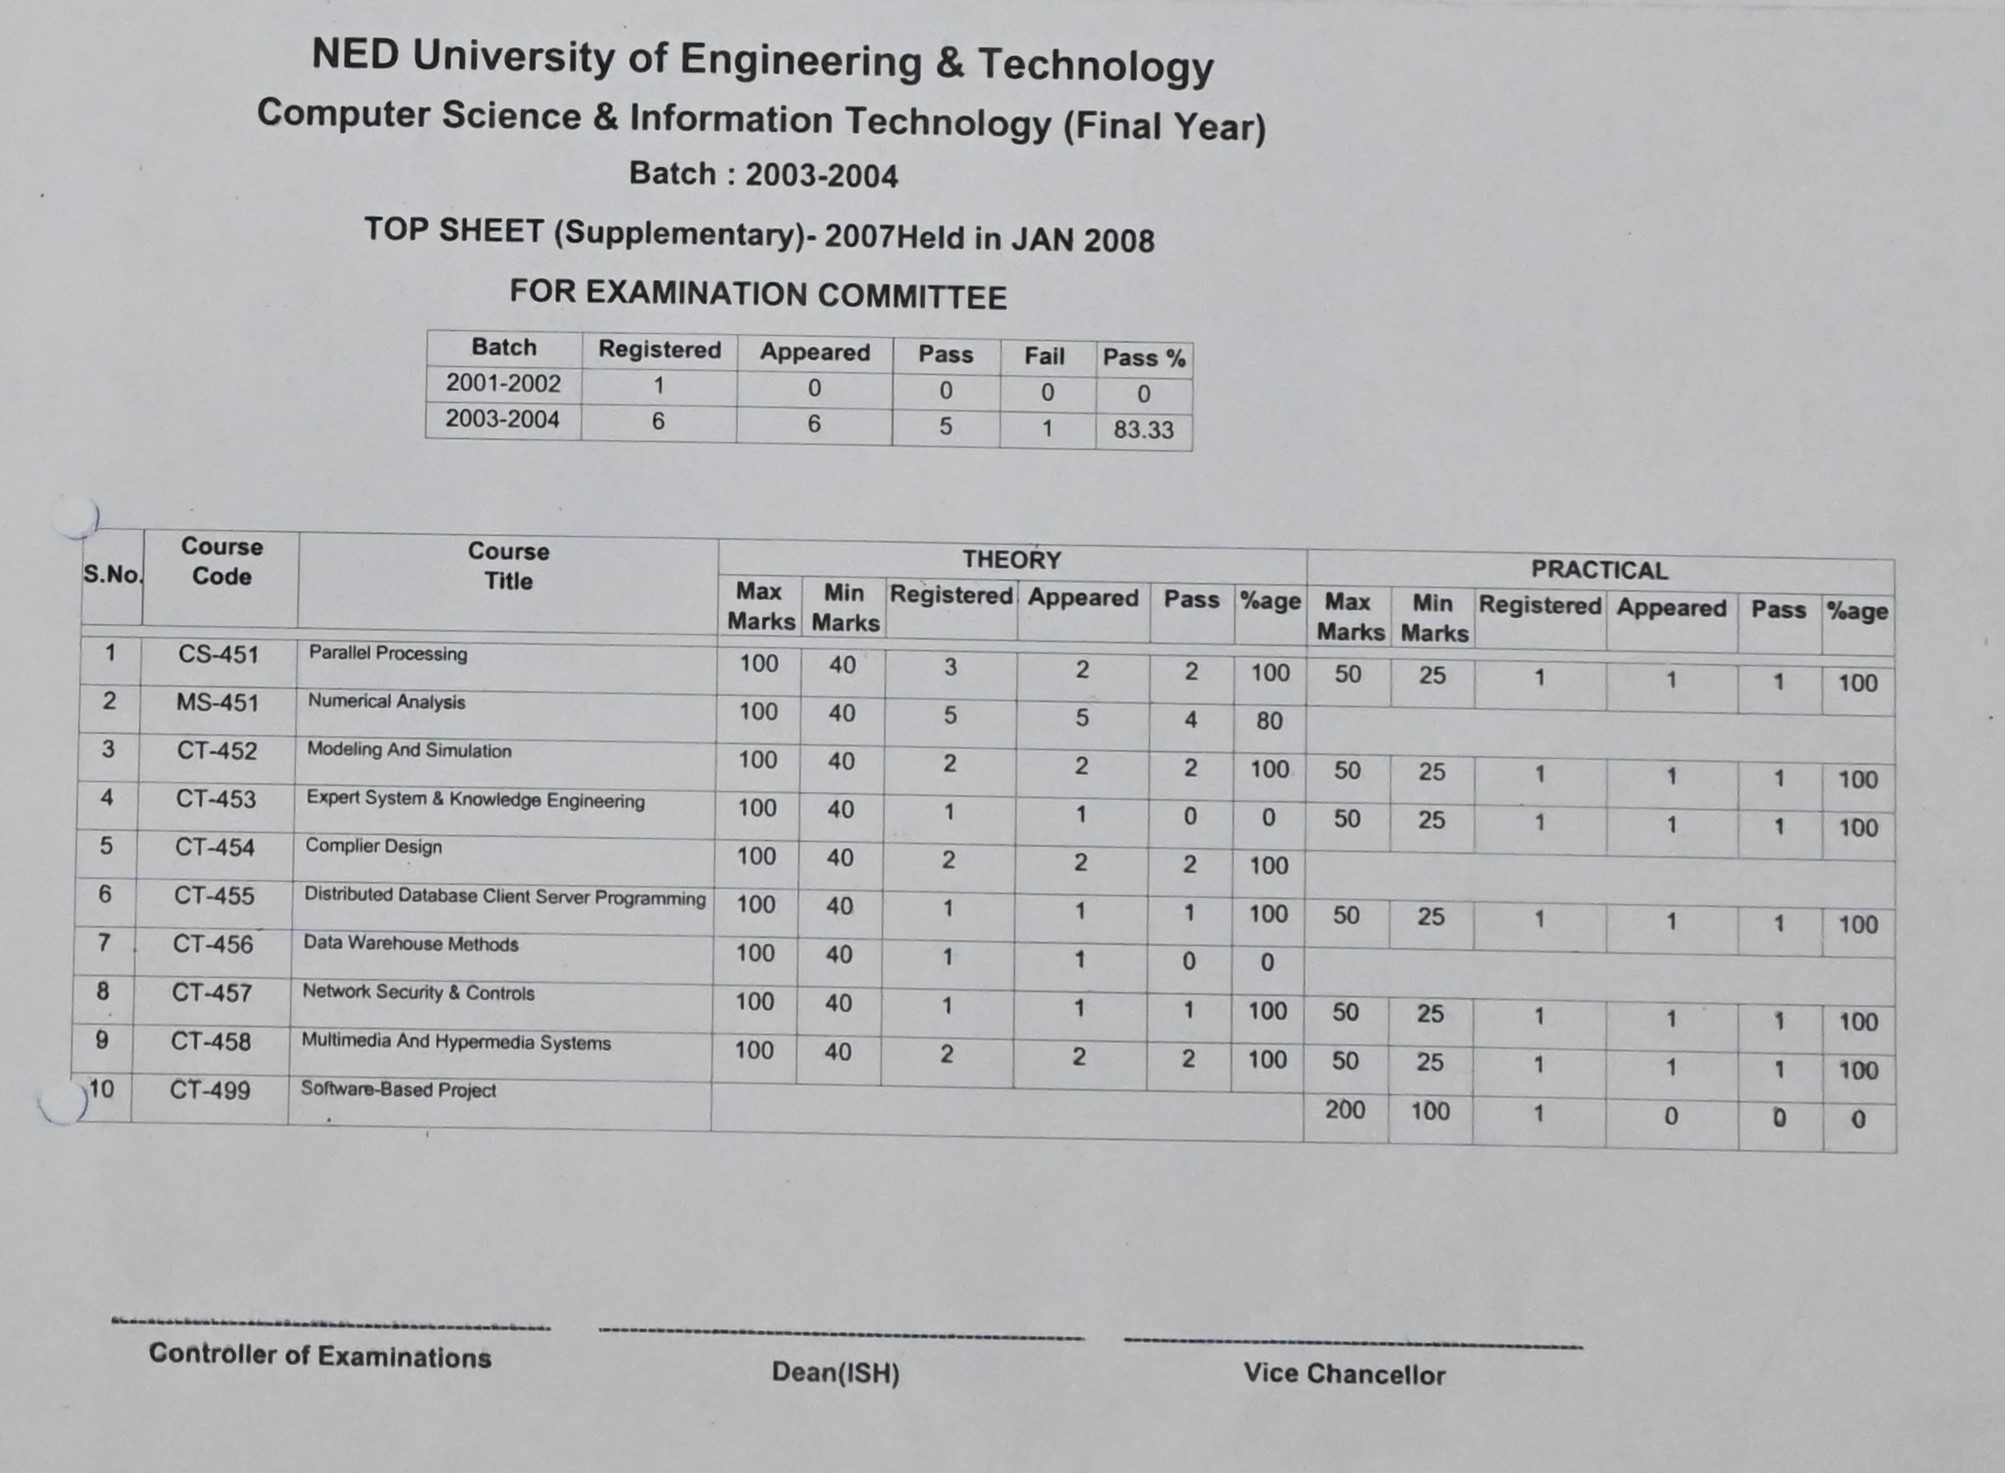 NED University of Engineering & Technology
Computer Science & Information Technology (Final Year)
Batch : 2003-2004
TOP SHEET (Supplementary)- 2007Held in JAN 2008
FOR EXAMINATION COMMITTEE
Batch Registered Appeared Pass Fail Pass %
2001-2002 1 0 0 0 0
2003-2004 6 6 5 1 83.33
S.No. Course Code Course Title THEORY PRACTICAL
Max Marks Min Marks Registered Appeared Pass %age Max Marks Min Marks Registered Appeared Pass %age
1 CS-451 Parallel Processing 100 40 3 2 2 100 50 25 1 1 1 100
2 MS-451 Numerical Analysis 100 40 5 5 4 80
3 CT-452 Modeling And Simulation 100 40 2 2 2 100 50 25 1 1 1 100
4 CT-453 Expert System & Knowledge Engineering 100 40 1 1 0 0 50 25 1 1 1 100
5 CT-454 Complier Design 100 40 2 2 2 100
6 CT-455 Distributed Database Client Server Programming 100 40 1 1 1 100 50 25 1 1 1 100
7 CT-456 Data Warehouse Methods 100 40 1 1 0 0
8 CT-457 Network Security & Controls 100 40 1 1 1 100 50 25 1 1 1 100
9 CT-458 Multimedia And Hypermedia Systems 100 40 2 2 2 100 50 25 1 1 1 100
10 CT-499 Software-Based Project 200 100 1 0 0 0
Controller of Examinations Dean(ISH) Vice Chancellor